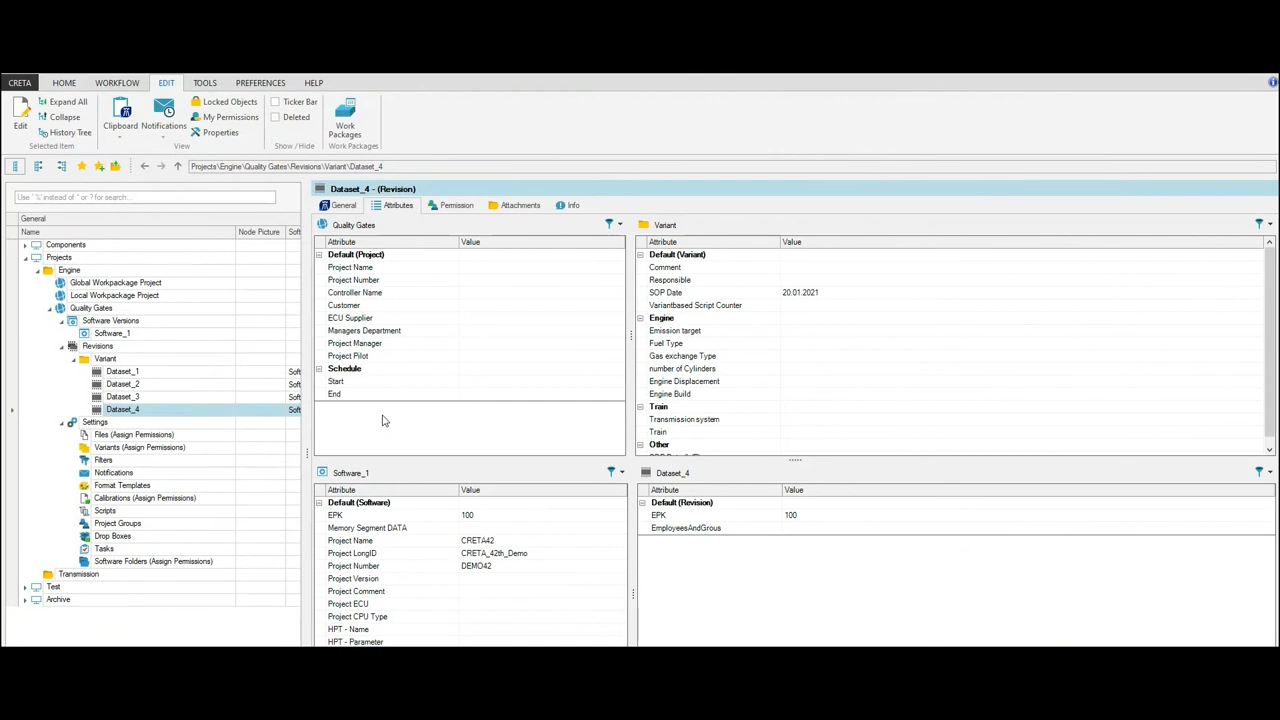 CRETA HOME WORKFLOW EDIT TOOLS PREFERENCES HELP
Edit
Expand All
Collapse
History Tree
Selected Item
Clipboard
Notifications
Locked Objects
My Permissions
Properties
View
Ticker Bar
Deleted
Show / Hide
Work Packages
Work Packages
Projects\Engine\Quality Gates\Revisions\Variant\Dataset_4
Use '%' instead of * or ? for search...
General
Name Node Picture Soft
Components
Projects
Engine
Global Workpackage Project
Local Workpackage Project
Quality Gates
Software Versions
Software_1
Revisions
Variant
Dataset_1 Soft
Dataset_2 Soft
Dataset_3 Soft
Dataset_4 Soft
Settings
Files (Assign Permissions)
Variants (Assign Permissions)
Filters
Notifications
Format Templates
Calibrations (Assign Permissions)
Scripts
Project Groups
Drop Boxes
Tasks
Software Folders (Assign Permissions)
Transmission
Test
Archive
Dataset_4 - (Revision)
General Attributes Permission Attachments Info
Quality Gates
Attribute Value
Default (Project)
Project Name
Project Number
Controller Name
Customer
ECU Supplier
Managers Department
Project Manager
Project Pilot
Schedule
Start
End
Variant
Attribute Value
Default (Variant)
Comment
Responsible
SOP Date 20.01.2021
Variantbased Script Counter
Engine
Emission target
Fuel Type
Gas exchange Type
number of Cylinders
Engine Displacement
Engine Build
Train
Transmission system
Train
Other
Software_1
Attribute Value
Default (Software)
EPK 100
Memory Segment DATA
Project Name CRETA42
Project LongID CRETA_42th_Demo
Project Number DEMO42
Project Version
Project Comment
Project ECU
Project CPU Type
HPT - Name
HPT - Parameter
Dataset_4
Attribute Value
Default (Revision)
EPK 100
EmployeesAndGrous